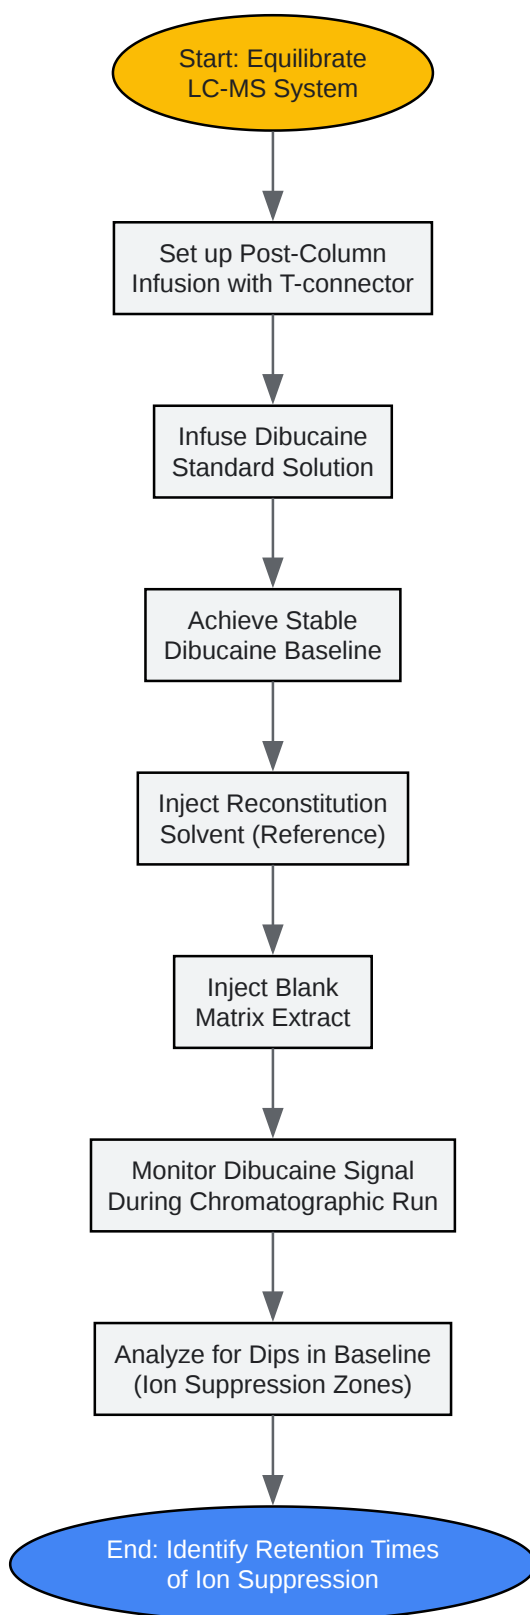 Start: Equilibrate
LC-MS System
Set up Post-Column
Infusion with T-connector
Infuse Dibucaine
Standard Solution
Achieve Stable
Dibucaine Baseline
Inject Reconstitution
Solvent (Reference)
Inject Blank
Matrix Extract
Monitor Dibucaine Signal
During Chromatographic Run
Analyze for Dips in Baseline
(Ion Suppression Zones)
End: Identify Retention Times
of Ion Suppression